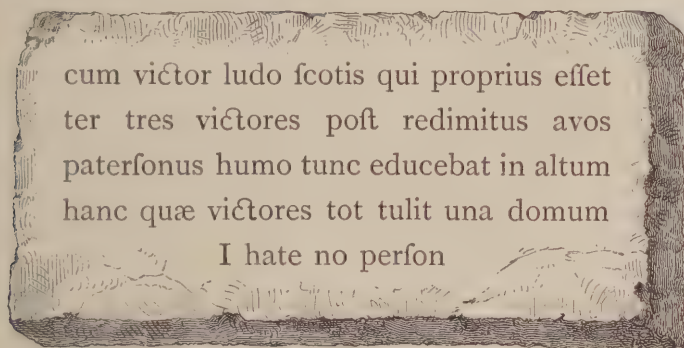 cum victor ludo ſcotis qui proprius eſſet
ter tres victores poſt redimitus avos
paterſonus humo tunc educebat in altum
hanc quæ victores tot tulit una domum
I hate no perſon